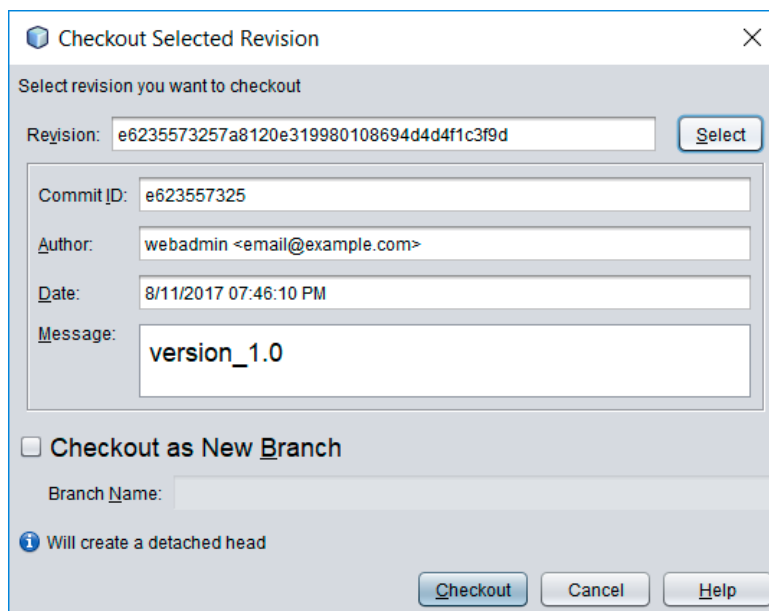 Checkout Selected Revision
Select revision you want to checkout
Revision: e6235573257a8120e319980108694d4d4f1c3f9d Select
Commit ID: e623557325
Author: webadmin <email@example.com>
Date: 8/11/2017 07:46:10 PM
Message: version_1.0
Checkout as New Branch
Branch Name:
Will create a detached head
Checkout Cancel Help